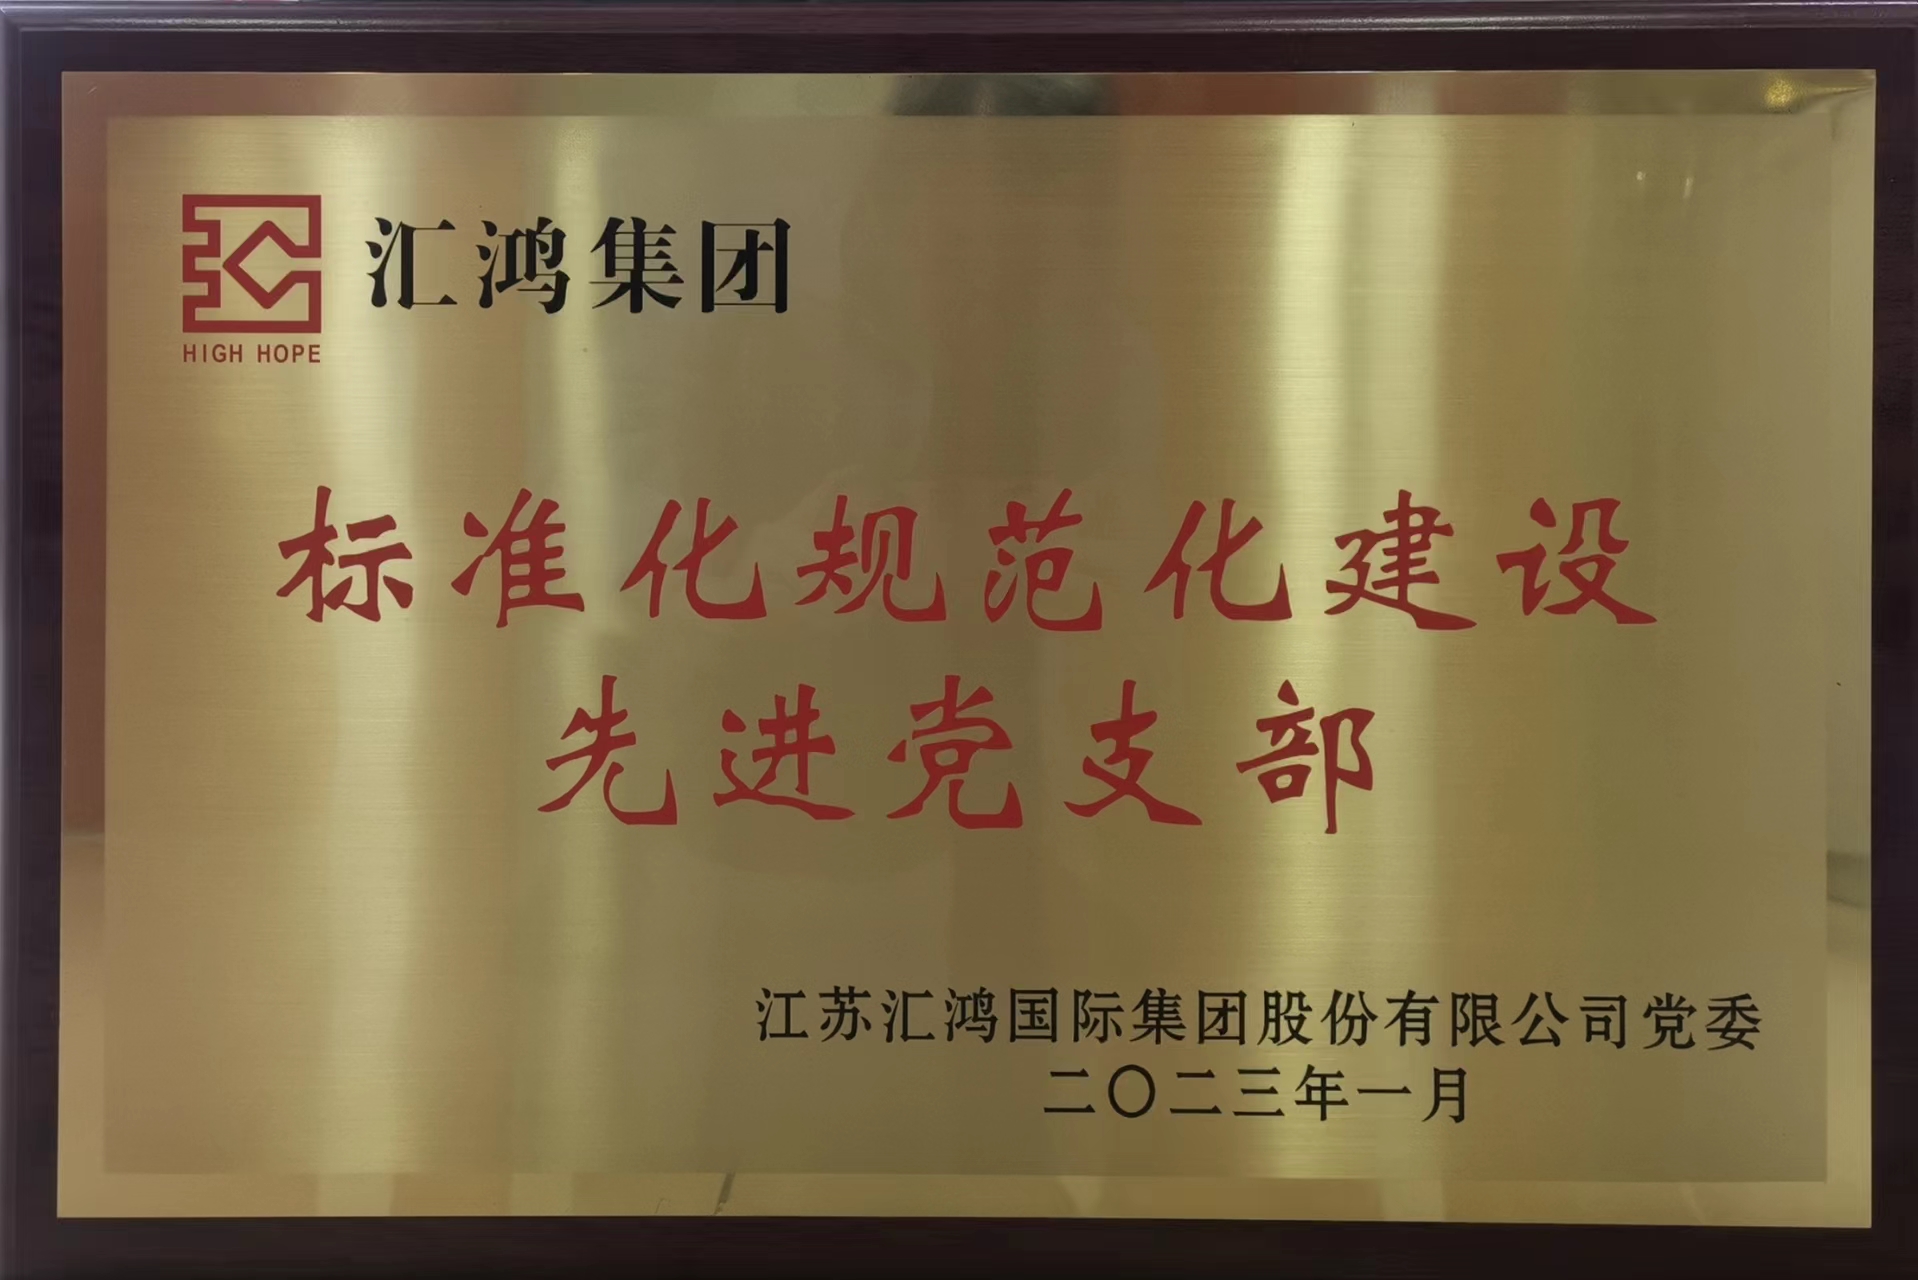 汇鸿集团
HIGH HOPE
标准化规范化建设
先进党支部
江苏汇鸿国际集团股份有限公司党委
二〇二三年一月